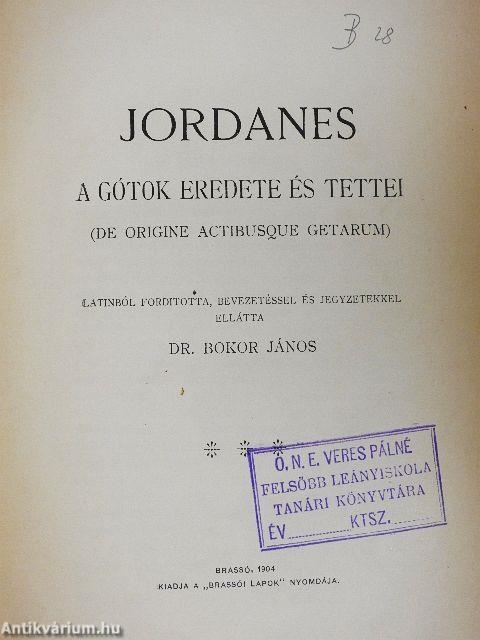 B 28
JORDANES
A GÓTOK EREDETE ÉS TETTEI
(DE ORIGINE ACTIBUSQUE GETARUM)
LATINBÓL FORDITOTTA, BEVEZETÉSSEL ÉS JEGYZETEKKEL
ELLÁTTA
DR. BOKOR JÁNOS
O. N. E. VERES PÁLNÉ
FELSŐBB LEÁNYISKOLA
TANÁRI KÖNYVTÁRA
ÉV KTSZ.
BRASSÓ, 1904
KIADJA A „BRASSÓI LAPOK" NYOMDÁJA.
Antikvárium.hu